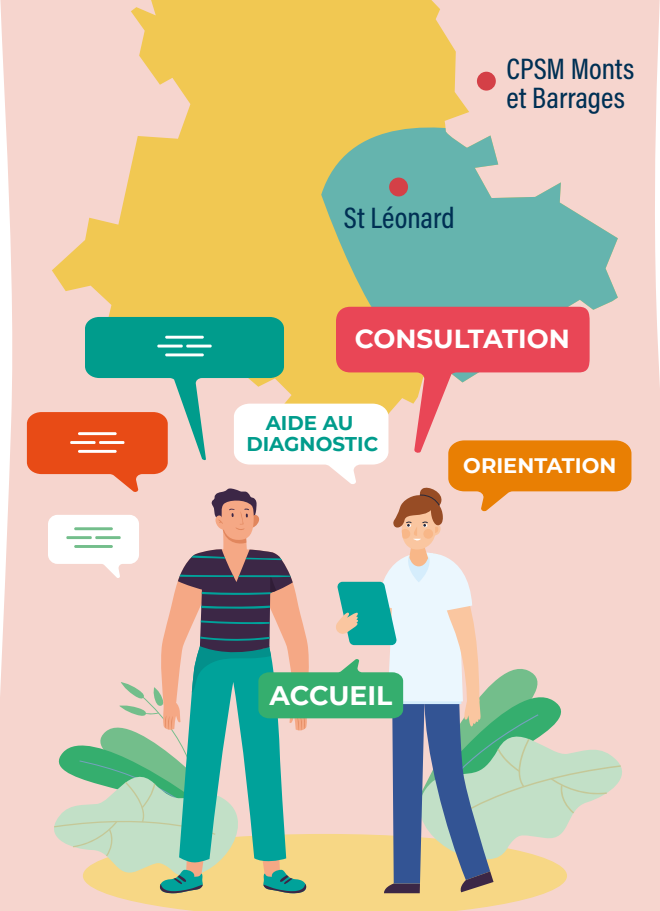 CPSM Monts
et Barrages
St Léonard
CONSULTATION
AIDE AU
DIAGNOSTIC
ORIENTATION
ACCUEIL